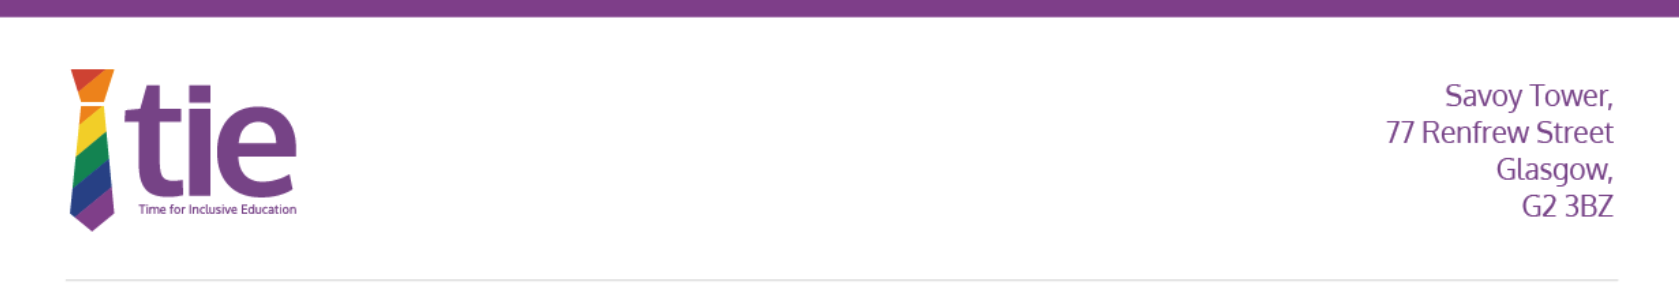 tie
Time for Inclusive Education
Savoy Tower,
77 Renfrew Street
Glasgow,
G2 3BZ